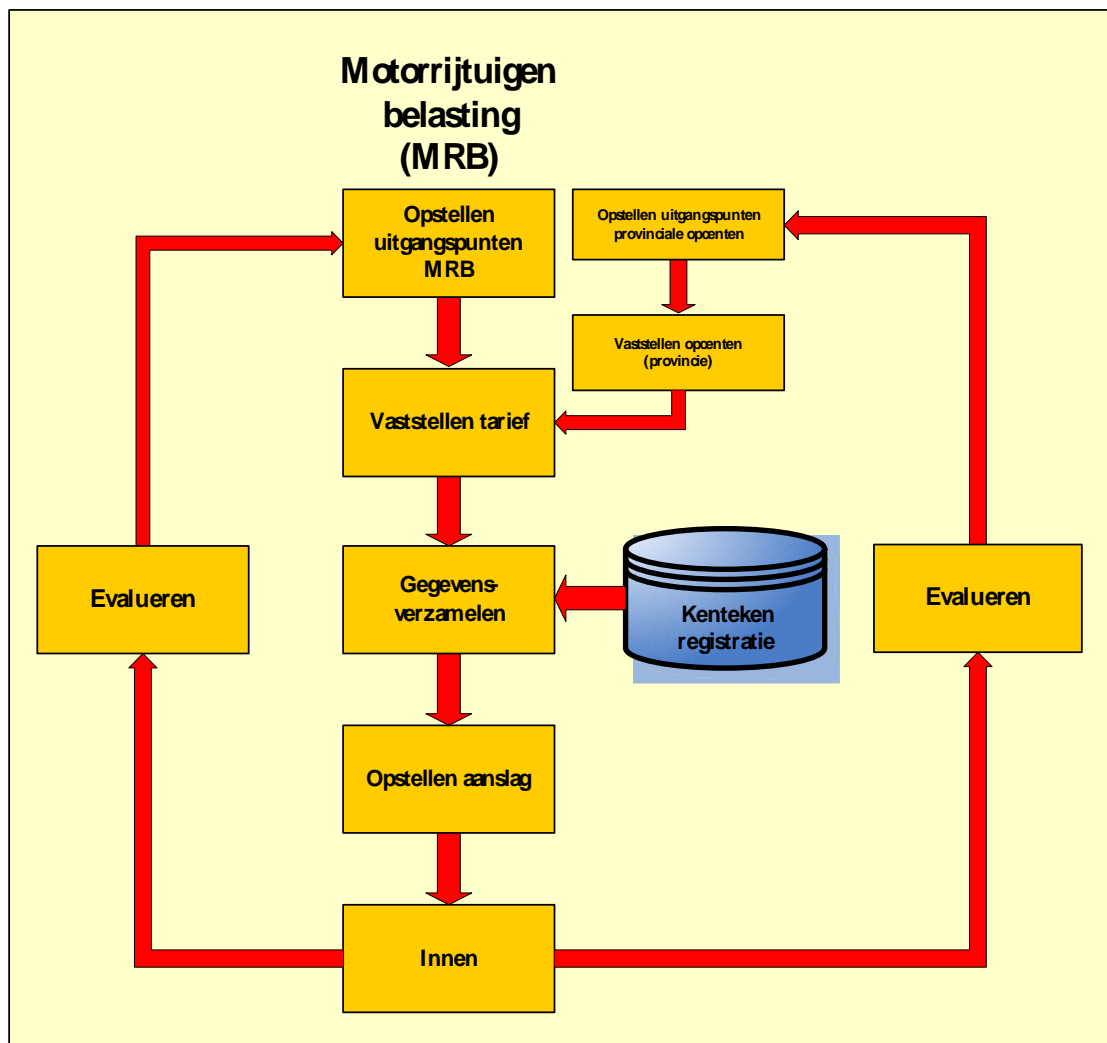 Motorrijtuigen
belasting
(MRB)
Opstellen
uitgangspunten
MRB
Opstellen uitgangspunten
provinciale opcenten
Vaststellen opcenten
(provincie)
Vaststellen tarief
Evalueren
Gegevens-
verzamelen
Kenteken
registratie
Evalueren
Opstellen aanslag
Innen